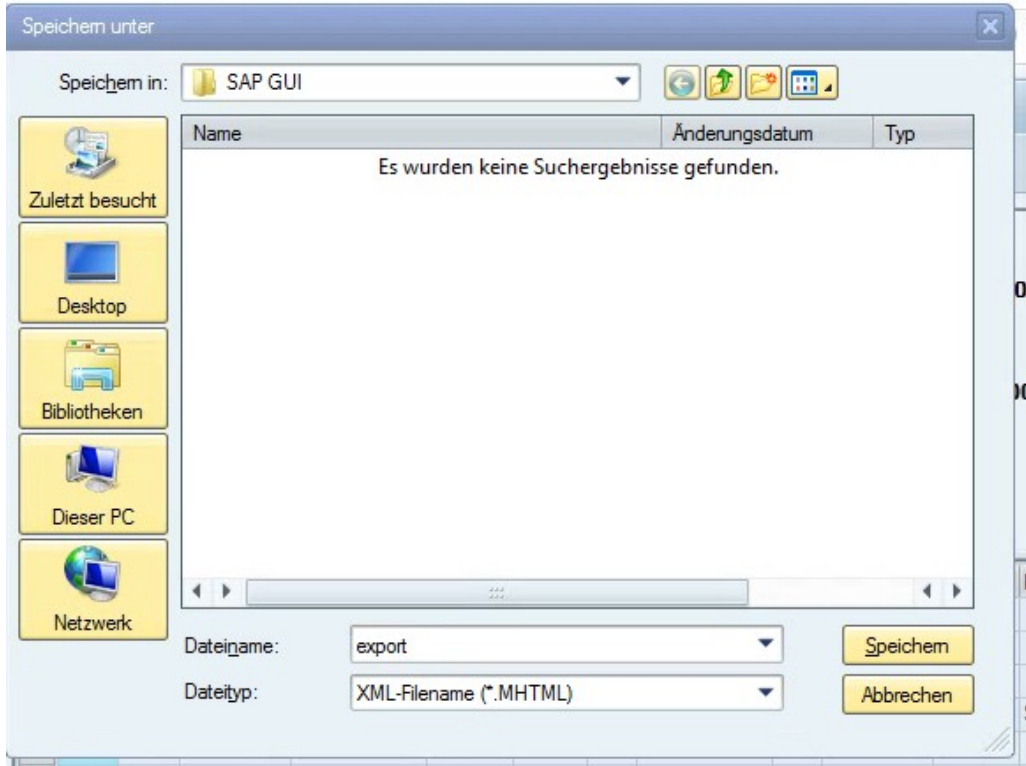 Speichern unter
Speichern in:
SAP GUI
Name
Änderungsdatum
Typ
Es wurden keine Suchergebnisse gefunden.
Zuletzt besucht
Desktop
Bibliotheken
Dieser PC
Netzwerk
Dateiname:
export
Speichern
Dateityp:
XML-Filename (*.MHTML)
Abbrechen